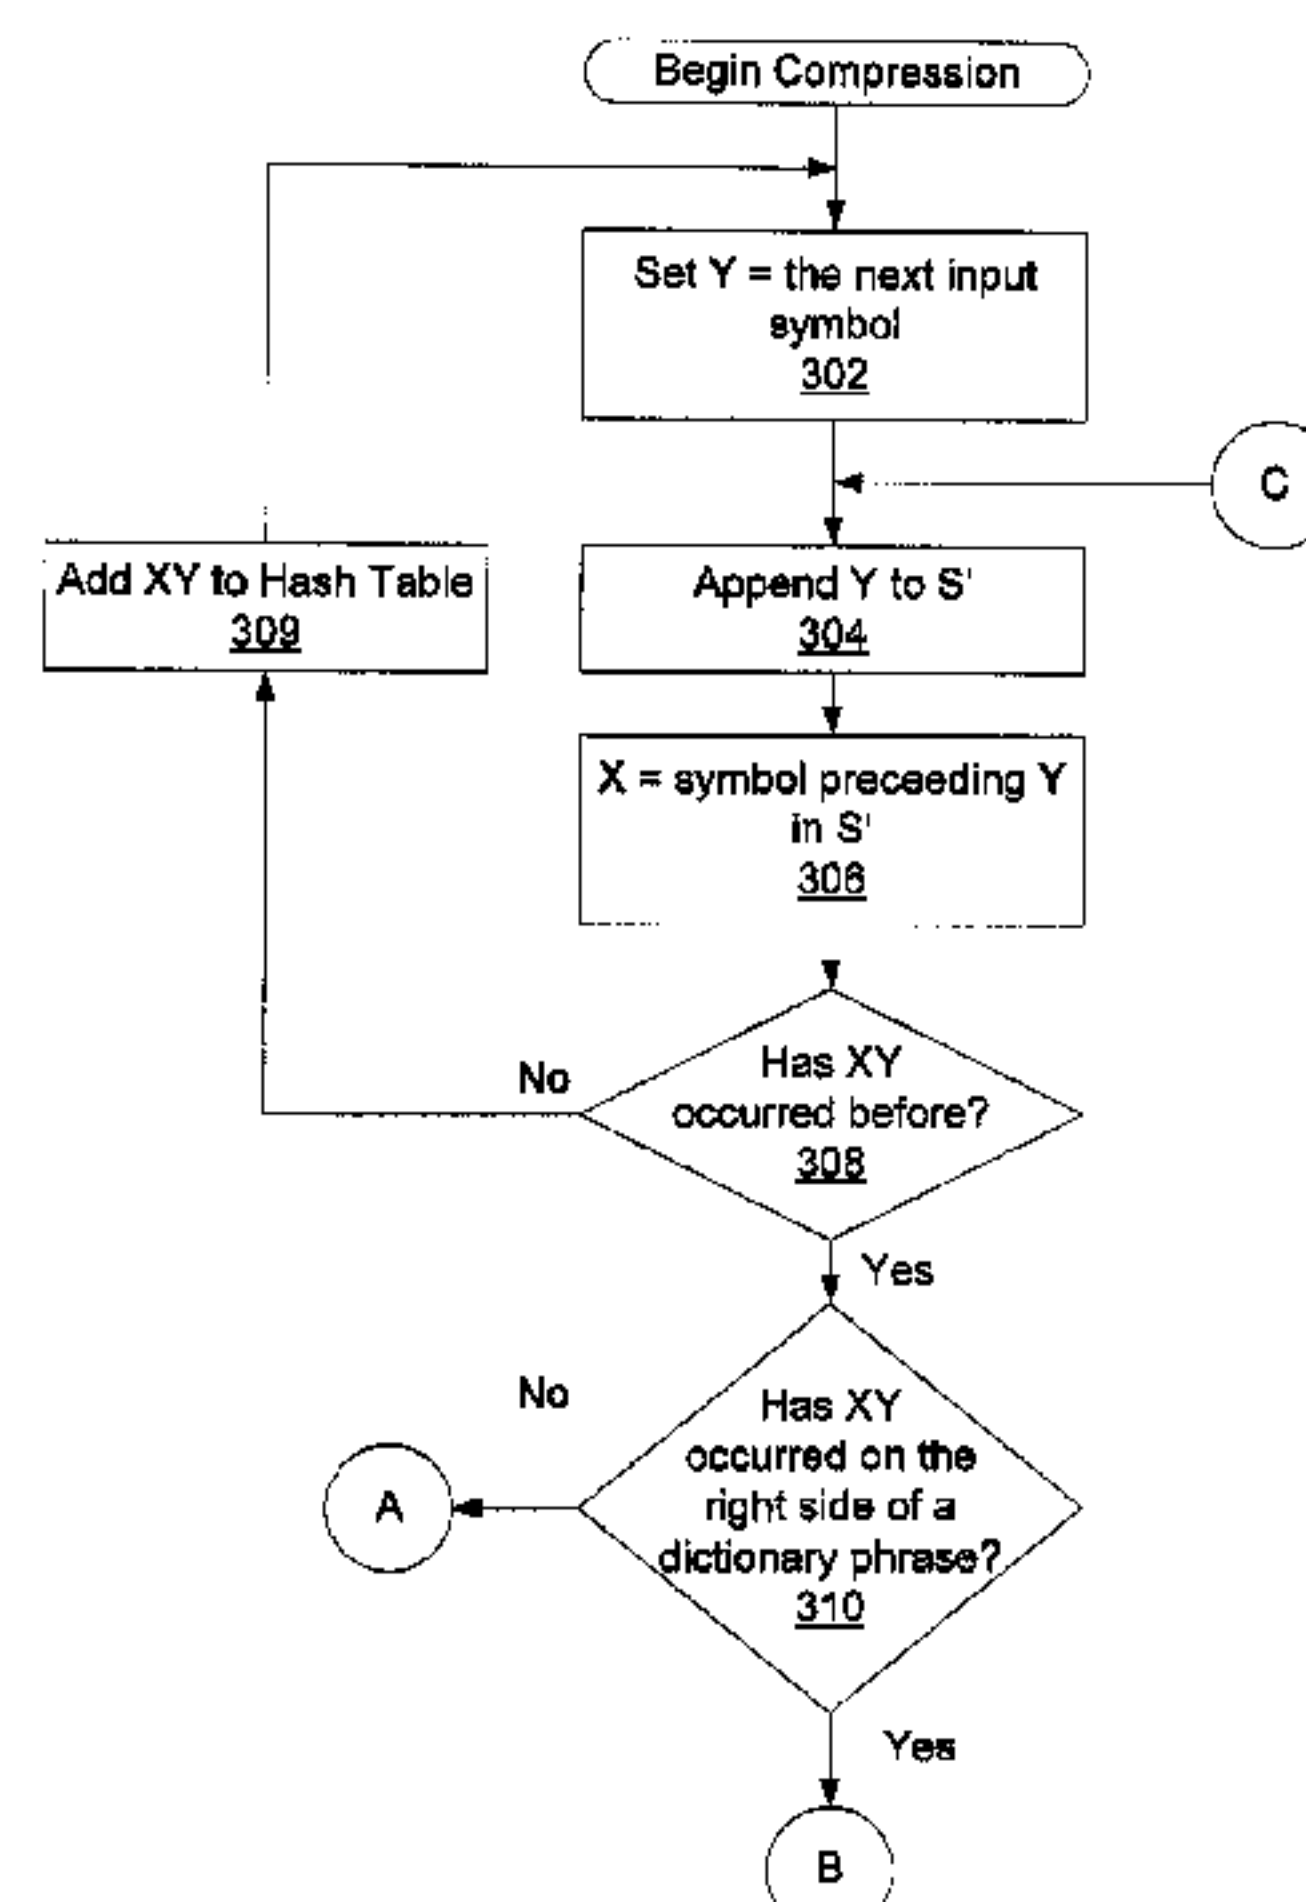 Begin Compression
Set Y = the next input
symbol
302
C
Add XY to Hash Table
309
Append Y to S'
304
X = symbol preceeding Y
in S'
306
No
Has XY
occurred before?
308
Yes
No
Has XY
occurred on the
right side of a
dictionary phrase?
310
A
Yes
B